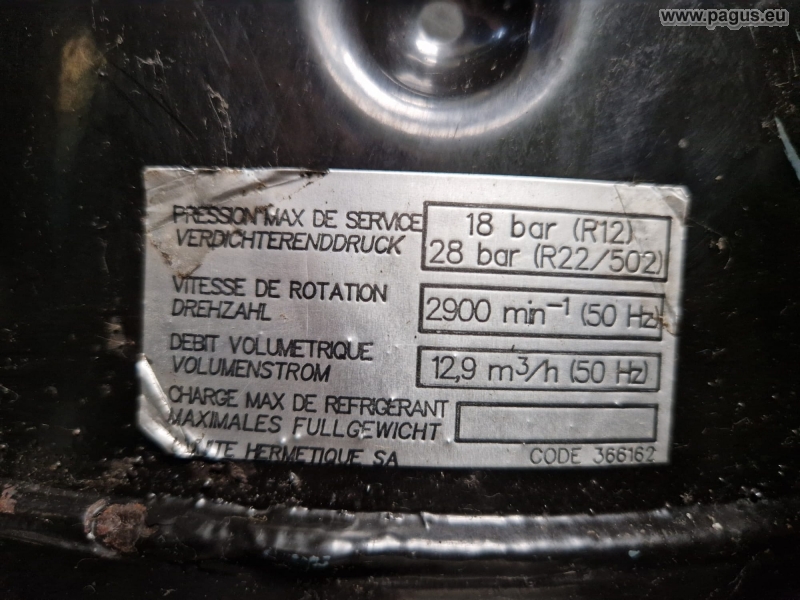 www.pagus.eu
PRESSION MAX DE SERVICE
VERDICHTERENDDRUCK
18 bar (R12)
28 bar (R22/502)
VITESSE DE ROTATION
DREHZAHL
2900 min⁻¹ (50 Hz)
DEBIT VOLUMETRIQUE
VOLUMENSTROM
12,9 m³/h (50 Hz)
CHARGE MAX DE REFRIGERANT
MAXIMALES FULLGEWICHT
HERMETIQUE SA
CODE 366162